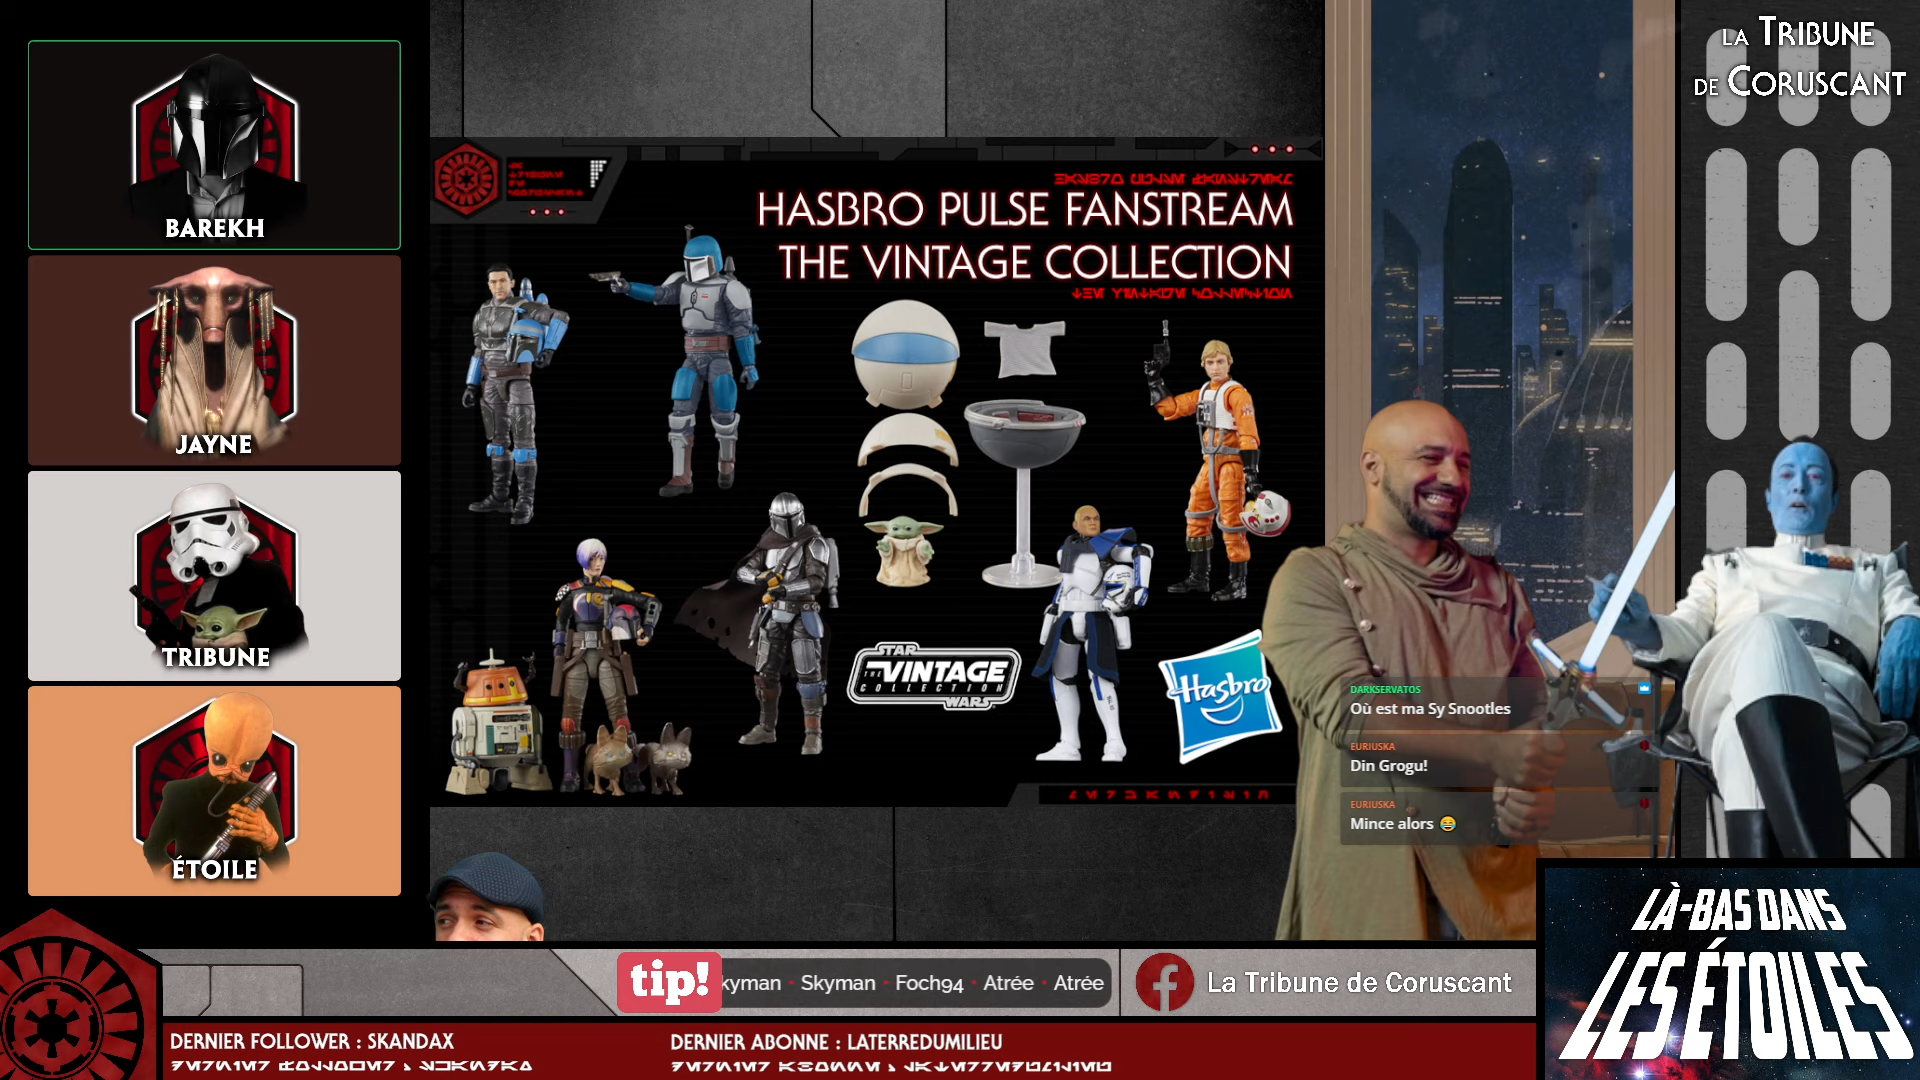 LA TRIBUNE
DE CORUSCANT
BAREKH
JAYNE
TRIBUNE
ÉTOILE
HASBRO PULSE FANSTREAM
THE VINTAGE COLLECTION
STAR
THE VINTAGE
COLLECTION
WARS
Hasbro
DARKSERVATOS
Où est ma Sy Snootles
EURIUSKA
Din Grogu!
EURIUSKA
Mince alors 😂
LÀ-BAS DANS
LES ÉTOILES
tip!
kyman • Skyman • Foch94 • Atrée • Atrée
La Tribune de Coruscant
DERNIER FOLLOWER : SKANDAX
DERNIER ABONNE : LATERREDUMILIEU